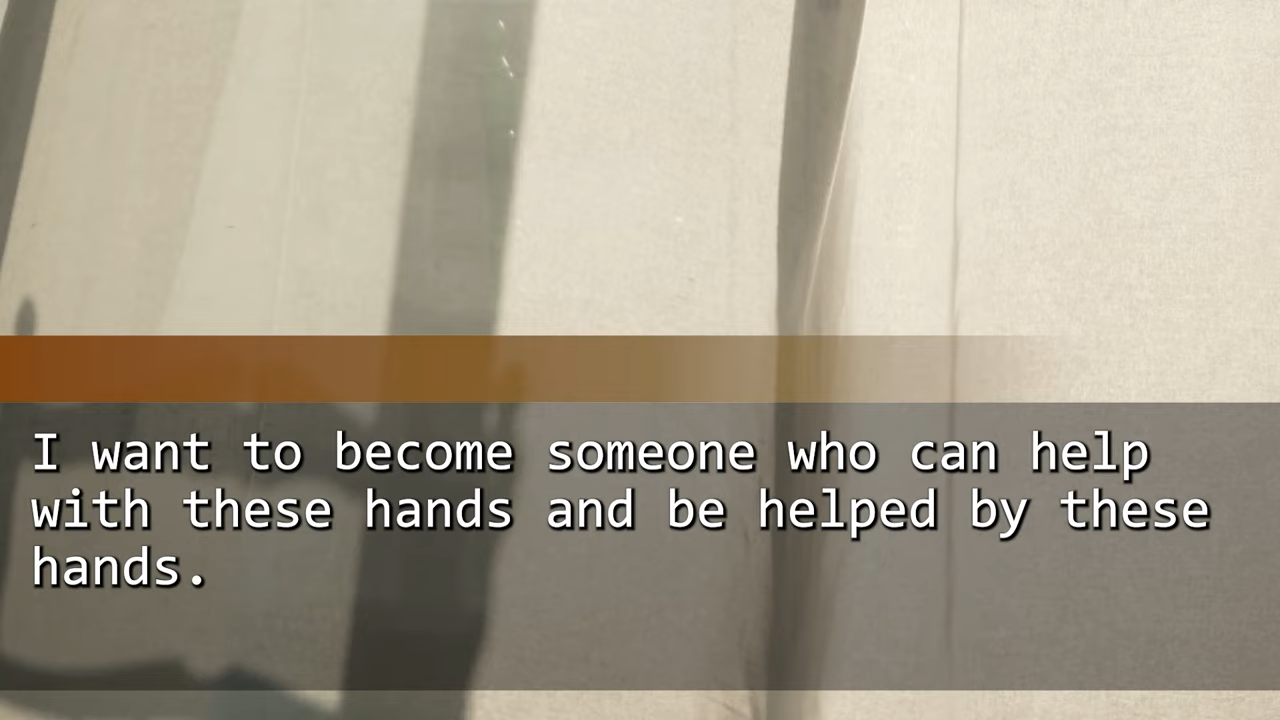 I want to become someone who can help
with these hands and be helped by these
hands.